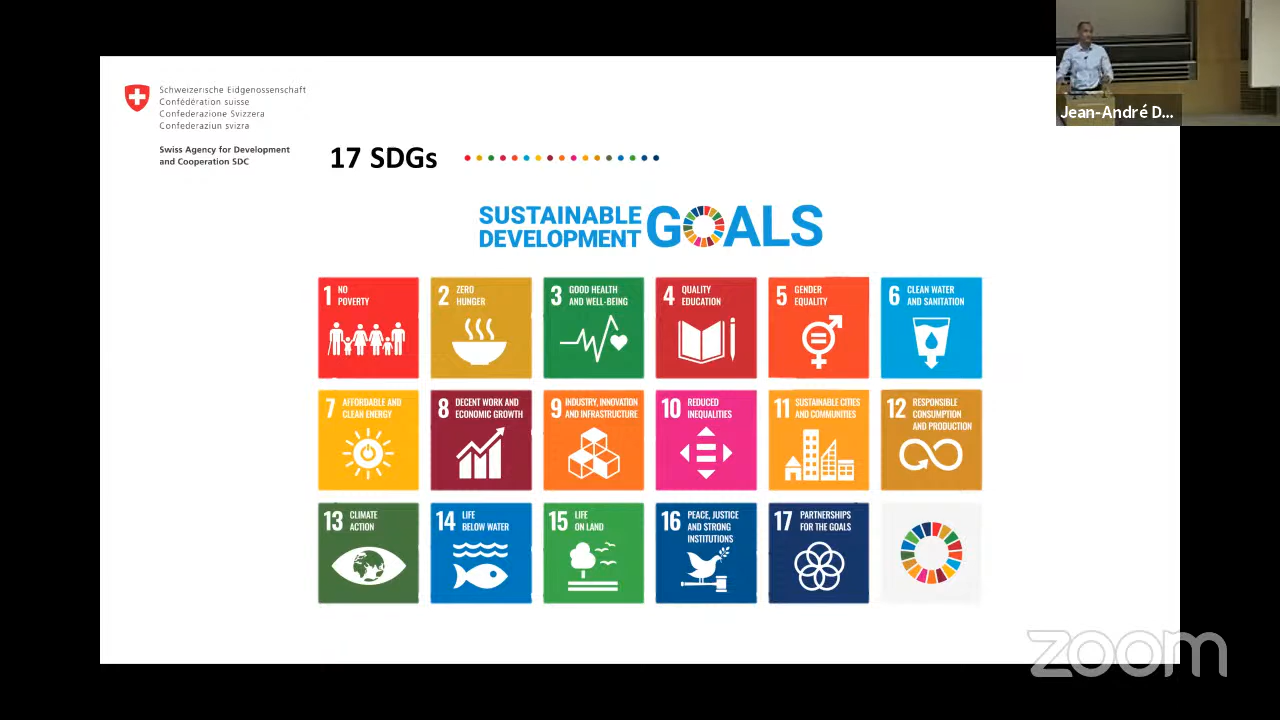 Schweizerische Eidgenossenschaft
Confédération suisse
Confederazione Svizzera
Confederaziun svizra
Swiss Agency for Development
and Cooperation SDC
17 SDGs
Jean-André D...
SUSTAINABLE
DEVELOPMENT
GOALS
1 NO
POVERTY
2 ZERO
HUNGER
3 GOOD HEALTH
AND WELL-BEING
4 QUALITY
EDUCATION
5 GENDER
EQUALITY
6 CLEAN WATER
AND SANITATION
7 AFFORDABLE AND
CLEAN ENERGY
8 DECENT WORK AND
ECONOMIC GROWTH
9 INDUSTRY, INNOVATION
AND INFRASTRUCTURE
10 REDUCED
INEQUALITIES
11 SUSTAINABLE CITIES
AND COMMUNITIES
12 RESPONSIBLE
CONSUMPTION
AND PRODUCTION
13 CLIMATE
ACTION
14 LIFE
BELOW WATER
15 LIFE
ON LAND
16 PEACE, JUSTICE
AND STRONG
INSTITUTIONS
17 PARTNERSHIPS
FOR THE GOALS
zoom